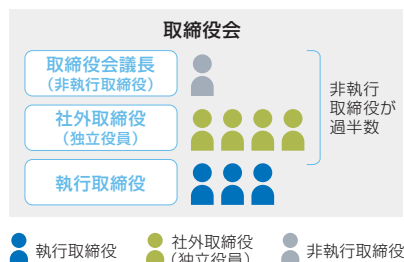 取締役会
取締役会議長
（非執行取締役）
社外取締役
（独立役員）
執行取締役
非執行
取締役が
過半数
執行取締役
社外取締役
（独立役員）
非執行取締役